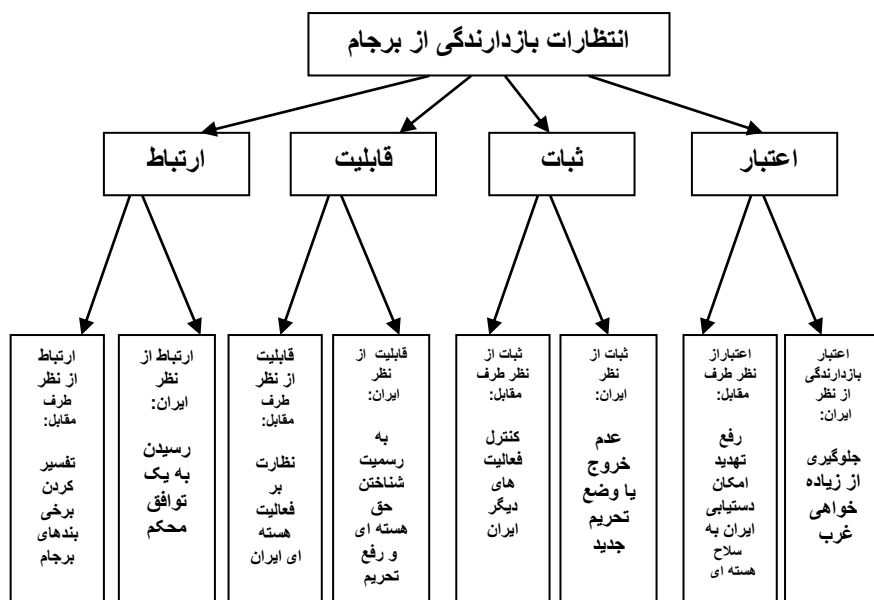 انتظارات بازدارندگی از برجام
اعتبار
ثبات
قابلیت
ارتباط
اعتبار
بازدارندگی
از نظر
ایران:
جلوگیری
از زیاده
خواهی
غرب
اعتباراز
نظر طرف
مقابل:
رفع
تهدید
امکان
دستیابی
ایران به
سلاح
هسته ای
ثبات از
نظر
ایران:
عدم
خروج
یا وضع
تحریم
جدید
ثبات از
نظر طرف
مقابل:
کنترل
فعالیت
های
دیگر
ایران
قابلیت از
نظر
ایران:
به
رسمیت
شناختن
حق
هسته ای
و رفع
تحریم
قابلیت
از نظر
طرف
مقابل:
نظارت
بر
فعالیت
هسته
ای ایران
ارتباط از
نظر
ایران:
رسیدن
به یک
توافق
محکم
ارتباط
از نظر
طرف
مقابل:
تفسیر
کردن
برخی
بندهای
برجام